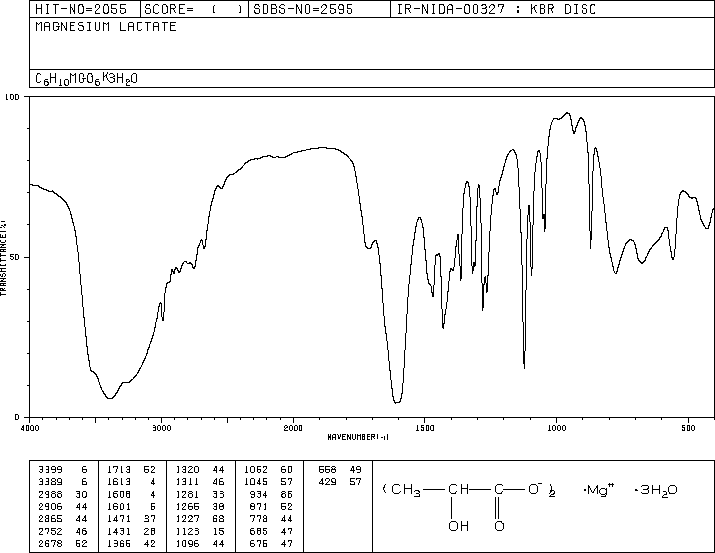 HIT-NO=2055 SCORE= ( ) SDBS-NO=2595 IR-NIDA-00327 : KBR DISC
MAGNESIUM LACTATE
C6H10MGO6K3H2O
100
50
0
TRANSMITTANCE(%)
4000 3000 2000 1500 1000 500
WAVENUMBER(-1)
3399 6 1713 52 1320 44 1062 60 558 49
3389 6 1613 4 1311 46 1045 57 429 57
2988 30 1608 4 1281 33 934 86
2906 44 1601 5 1265 38 871 52
2865 44 1471 37 1227 68 778 44
2752 46 1431 28 1123 15 685 47
2678 52 1366 42 1096 44 676 47
(CH3 CH C O-)2 ·Mg++ ·3H2O
OH O